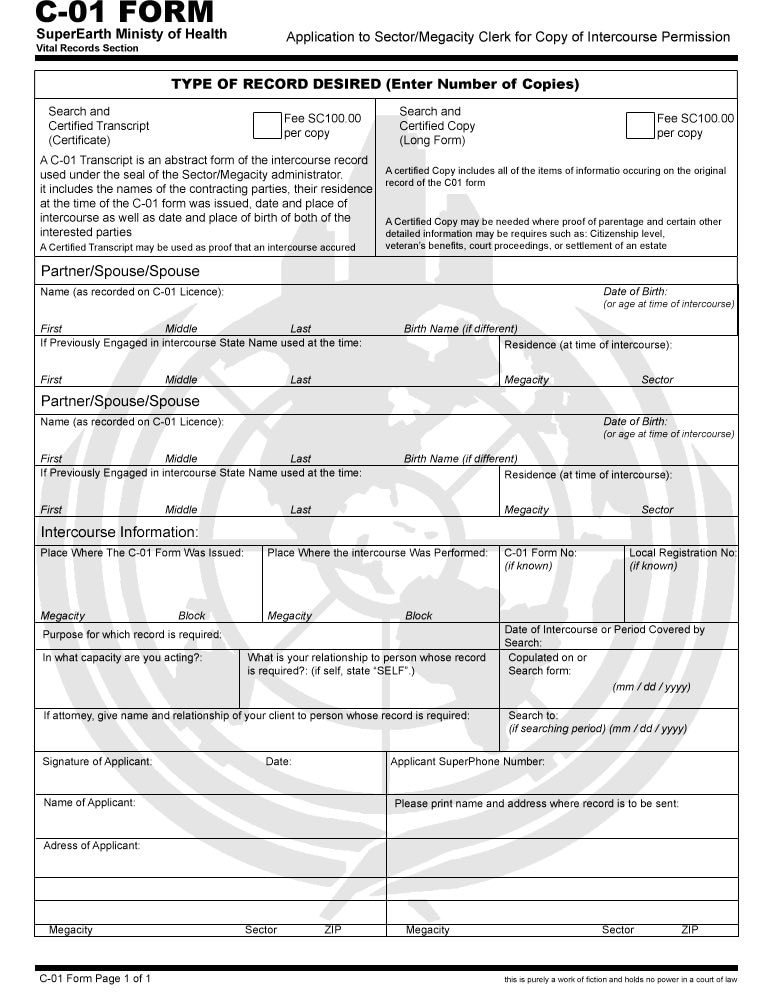 C-01 FORM
SuperEarth Ministy of Health
Vital Records Section
Application to Sector/Megacity Clerk for Copy of Intercourse Permission
TYPE OF RECORD DESIRED (Enter Number of Copies)
Search and
Certified Transcript
(Certificate)
Fee SC100.00
per copy
A C-01 Transcript is an abstract form of the intercourse record
used under the seal of the Sector/Megacity administrator.
it includes the names of the contracting parties, their residence
at the time of the C-01 form was issued, date and place of
intercourse as well as date and place of birth of both of the
interested parties
A Certified Transcript may be used as proof that an intercourse accured
Search and
Certified Copy
(Long Form)
Fee SC100.00
per copy
A certified Copy includes all of the items of informatio occuring on the original
record of the C01 form
A Certified Copy may be needed where proof of parentage and certain other
detailed information may be requires such as: Citizenship level,
veteran's benefits, court proceedings, or settlement of an estate
Partner/Spouse
Name (as recorded on C-01 Licence):
Date of Birth:
(or age at time of intercourse)
First Middle Last Birth Name (if different)
If Previously Engaged in intercourse State Name used at the time:
Residence (at time of intercourse):
First Middle Last Megacity Sector
Partner/Spouse
Name (as recorded on C-01 Licence):
Date of Birth:
(or age at time of intercourse)
First Middle Last Birth Name (if different)
If Previously Engaged in intercourse State Name used at the time:
Residence (at time of intercourse):
First Middle Last Megacity Sector
Intercourse Information:
Place Where The C-01 Form Was Issued:
Megacity Block
Place Where the intercourse Was Performed:
Megacity Block
C-01 Form No:
(if known)
Local Registration No:
(if known)
Purpose for which record is required:
Date of Intercourse or Period Covered by
Search:
In what capacity are you acting?:
What is your relationship to person whose record
is required?: (if self, state "SELF".)
Copulated on or
Search form:
(mm / dd / yyyy)
If attorney, give name and relationship of your client to person whose record is required:
Search to:
(if searching period) (mm / dd / yyyy)
Signature of Applicant:
Date:
Applicant SuperPhone Number:
Name of Applicant:
Please print name and address where record is to be sent:
Adress of Applicant:
Megacity Sector ZIP
Megacity Sector ZIP
C-01 Form Page 1 of 1
this is purely a work of fiction and holds no power in a court of law